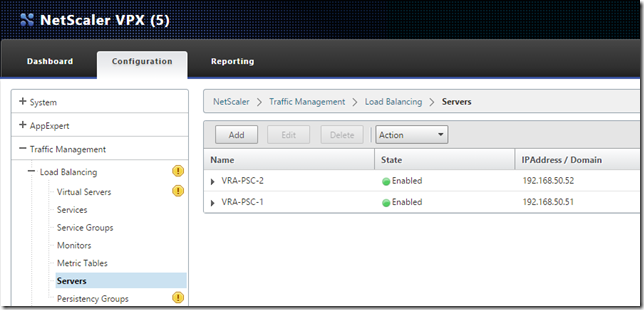 NetScaler VPX (5)
Dashboard Configuration Reporting
System
AppExpert
Traffic Management
Load Balancing
Virtual Servers
Services
Service Groups
Monitors
Metric Tables
Servers
Persistency Groups
NetScaler > Traffic Management > Load Balancing > Servers
Add Edit Delete Action
Name State IPAddress / Domain
VRA-PSC-2 Enabled 192.168.50.52
VRA-PSC-1 Enabled 192.168.50.51